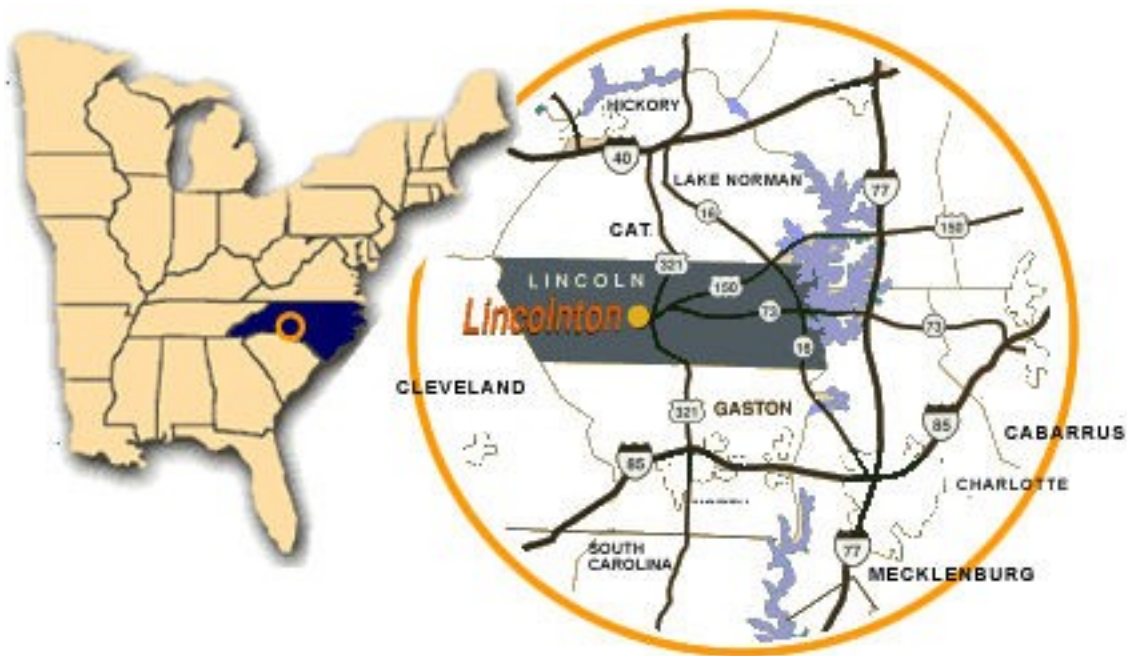 HICKORY
40
LAKE NORMAN
77
16
150
CAT.
321
LINCOLN
150
Lincolnton
73
73
16
CLEVELAND
321
GASTON
85
CABARRUS
85
CHARLOTTE
SOUTH
CAROLINA
77
MECKLENBURG